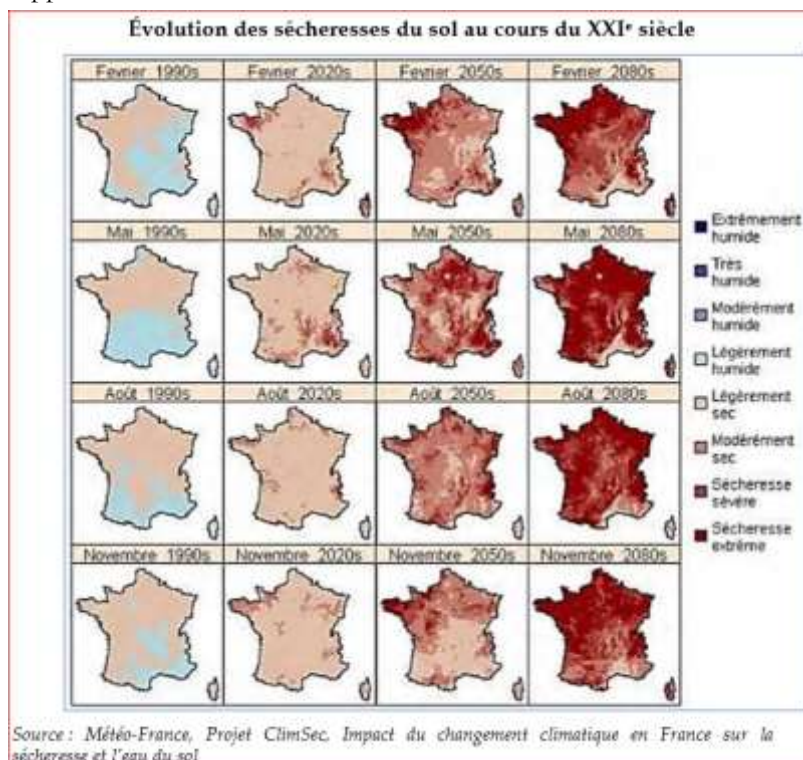 Évolution des sécheresses du sol au cours du XXIᵉ siècle
Fevrier 1990s
Fevrier 2020s
Fevrier 2050s
Fevrier 2080s
Mai 1990s
Mai 2020s
Mai 2050s
Mai 2080s
Août 1990s
Août 2020s
Août 2050s
Août 2080s
Novembre 1990s
Novembre 2020s
Novembre 2050s
Novembre 2080s
Extrêmement
humide
Très
humide
Modérément
humide
Légèrement
humide
Légèrement
sec
Modérément
sec
Sécheresse
sévère
Sécheresse
extrême
Source : Météo-France, Projet ClimSec, Impact du changement climatique en France sur la
sécheresse et l'eau du sol